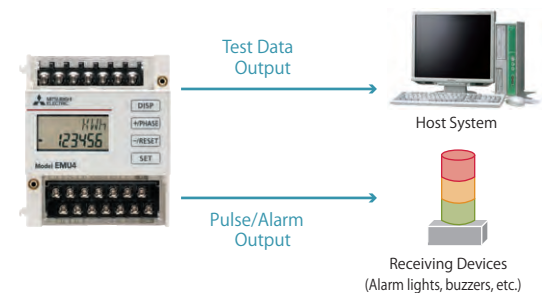 Test Data
Output
MITSUBISHI
ELECTRIC
DISP
KWh
+/PHASE
123456
−/RESET
SET
Model EMU4
Host System
Pulse/Alarm
Output
Receiving Devices
(Alarm lights, buzzers, etc.)